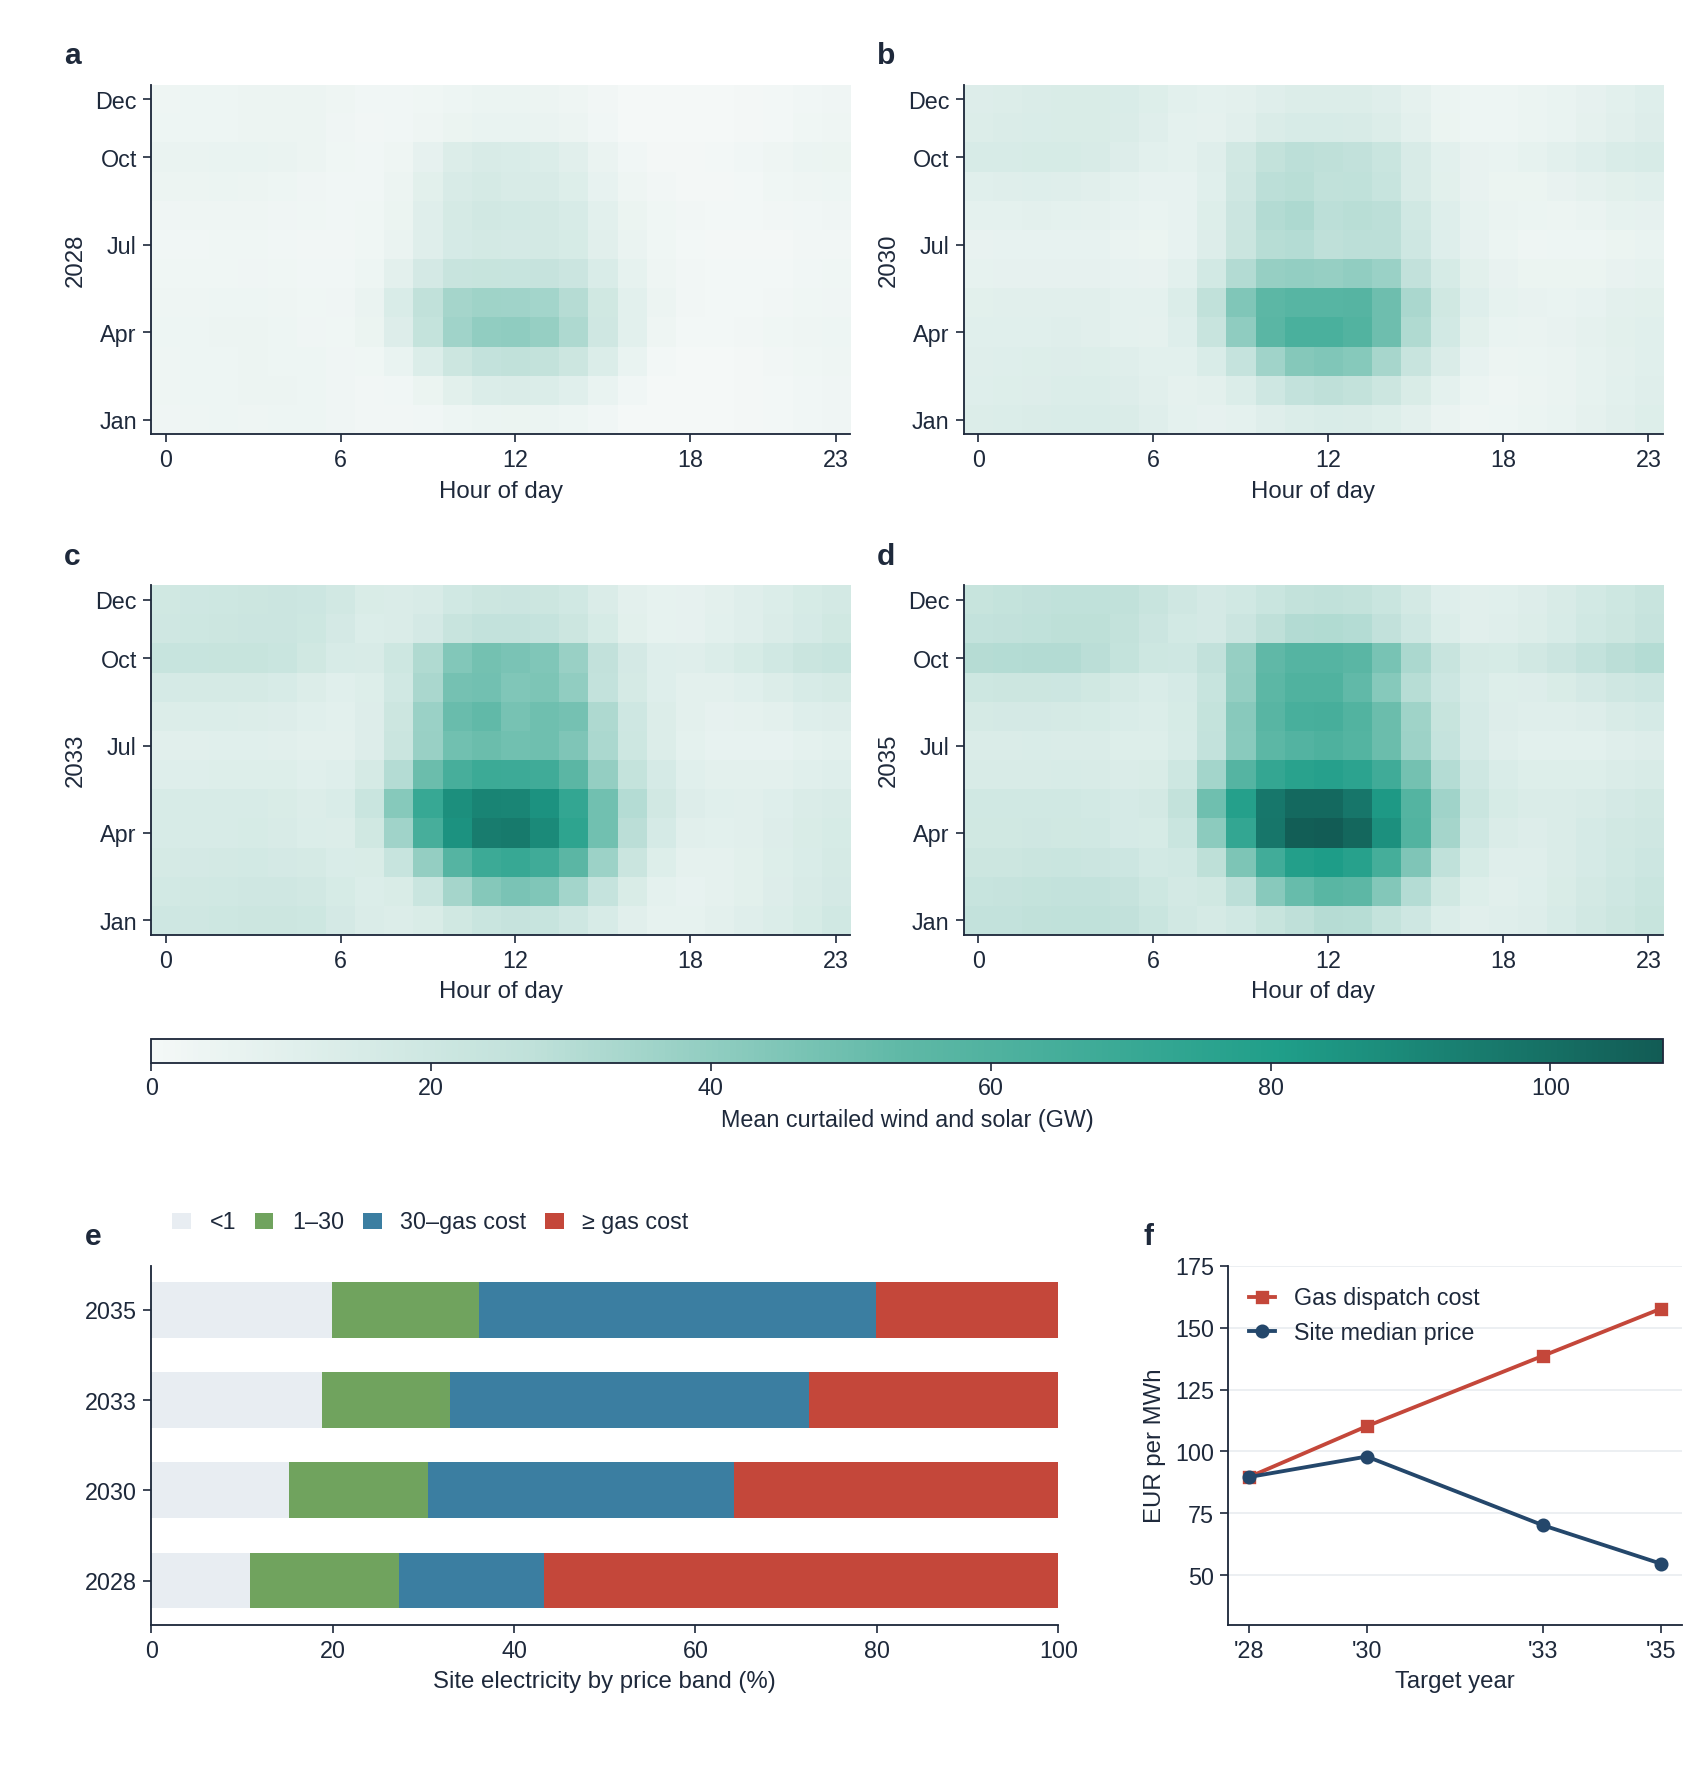 a
Dec
Oct
Jul
Apr
Jan
2028
0 6 12 18 23
Hour of day
b
Dec
Oct
Jul
Apr
Jan
2030
0 6 12 18 23
Hour of day
c
Dec
Oct
Jul
Apr
Jan
2033
0 6 12 18 23
Hour of day
d
Dec
Oct
Jul
Apr
Jan
2035
0 6 12 18 23
Hour of day
0 20 40 60 80 100
Mean curtailed wind and solar (GW)
e
<1 1–30 30–gas cost ≥ gas cost
2035
2033
2030
2028
0 20 40 60 80 100
Site electricity by price band (%)
f
175
150
125
100
75
50
EUR per MWh
Gas dispatch cost
Site median price
'28 '30 '33 '35
Target year